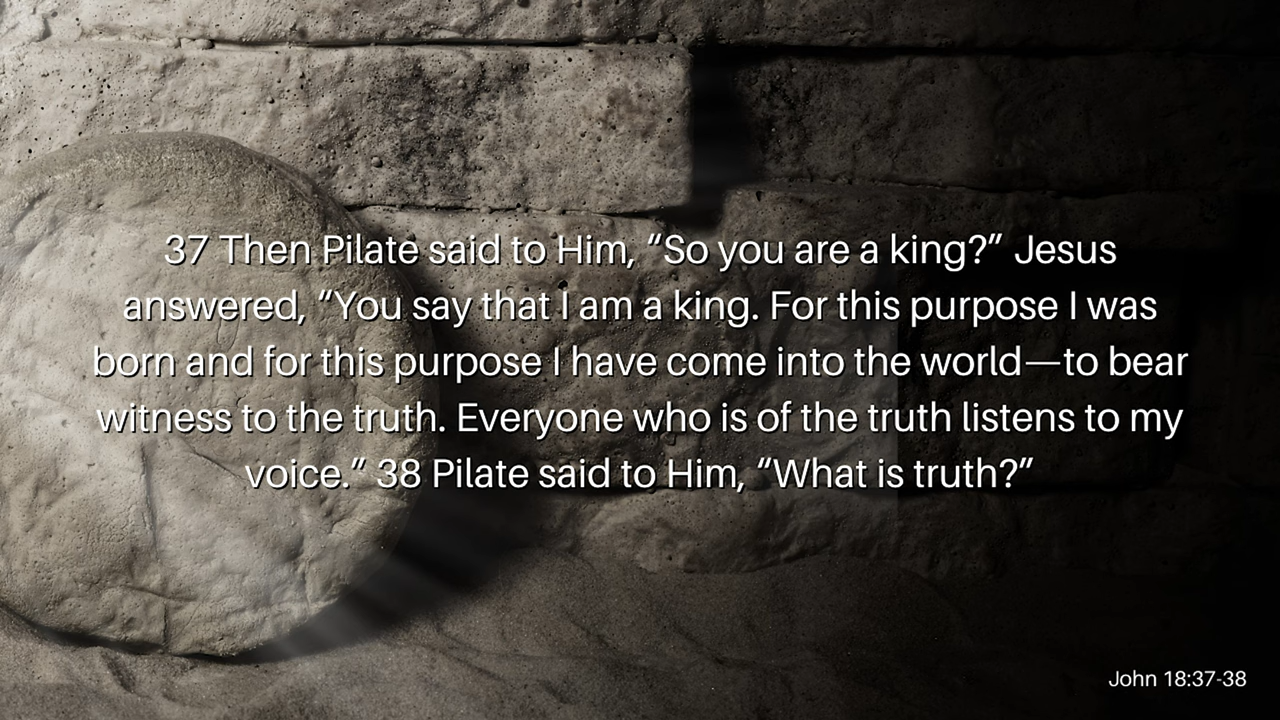 37 Then Pilate said to Him, “So you are a king?” Jesus
answered, “You say that I am a king. For this purpose I was
born and for this purpose I have come into the world—to bear
witness to the truth. Everyone who is of the truth listens to my
voice.” 38 Pilate said to Him, “What is truth?”
John 18:37-38